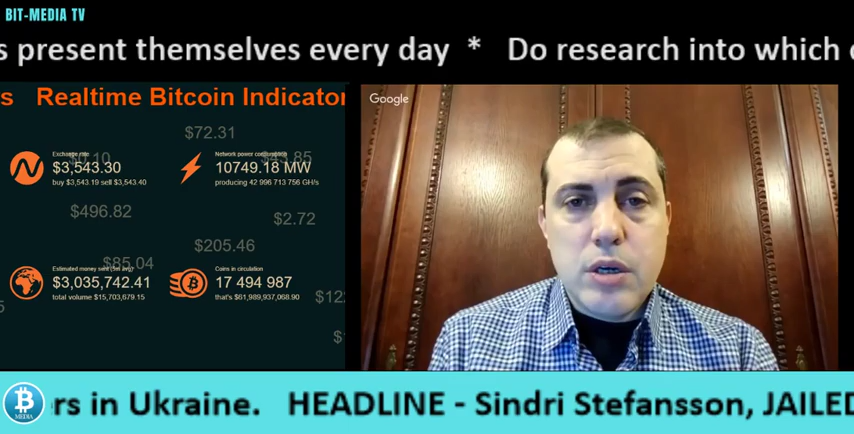 BIT-MEDIA TV
s present themselves every day * Do research into which
s Realtime Bitcoin Indicator
Google
$72.31
Exchange rate
Network power consumption
$3,543.30
10749.18 MW
buy $3,543.19 sell $3,543.40
producing 42 996 713 756 GH/s
$496.82
$2.72
$205.46
$85.04
Estimated money sent
Coins in circulation
$3,035,742.41
17 494 987
total volume $15,703,679.15
that's $61,989,937,068.90
MEDIA
rs in Ukraine. HEADLINE - Sindri Stefansson, JAILED